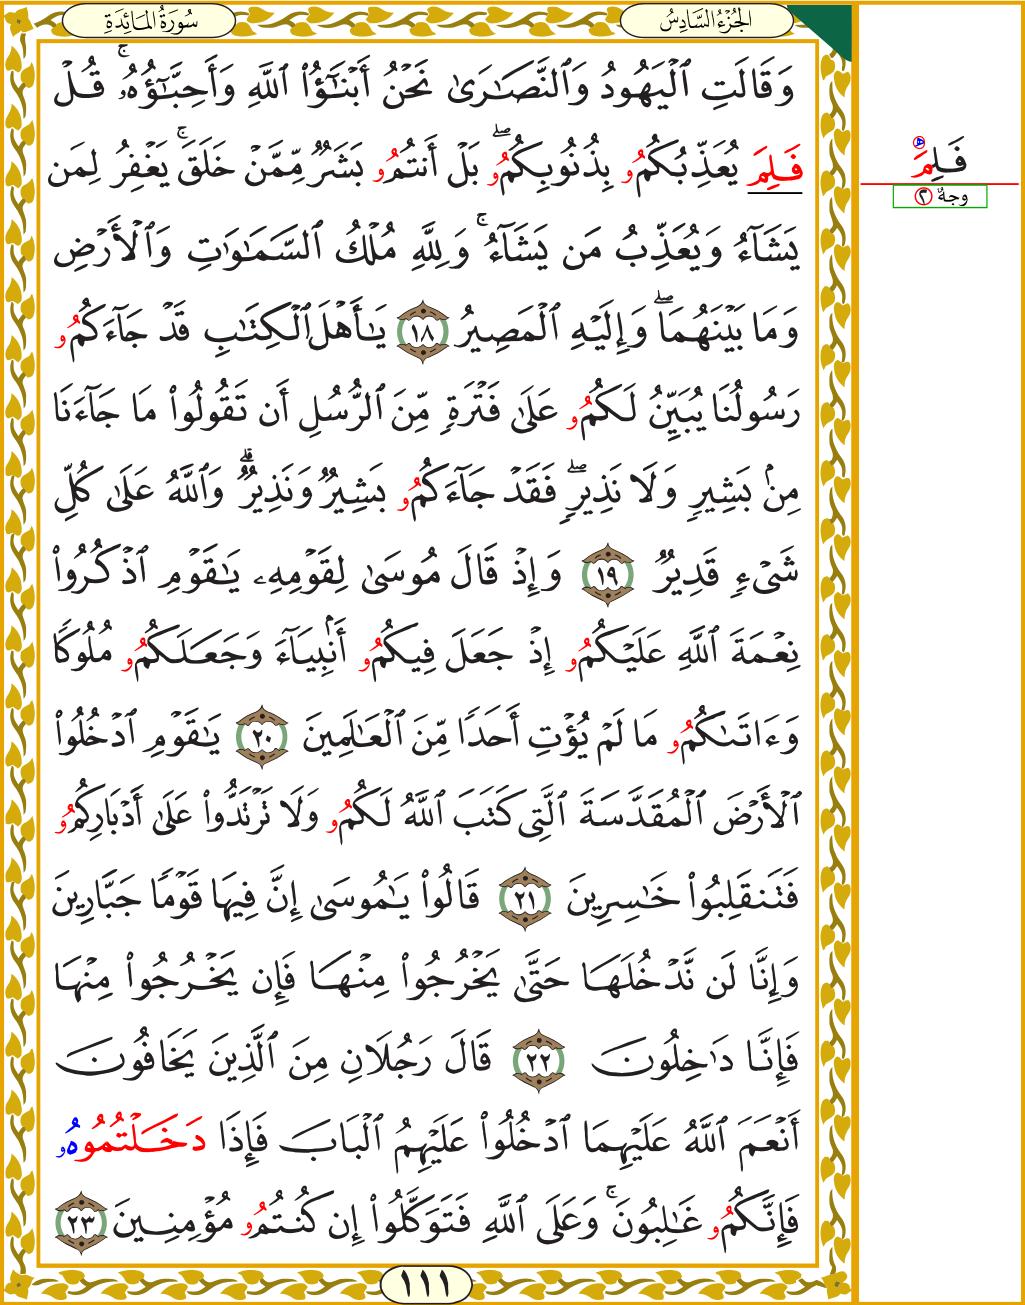 الجُزْءُ السَّادِسُ
سُورَةُ المَائِدَةِ
وَقَالَتِ ٱلْيَهُودُ وَٱلنَّصَـٰرَىٰ نَحْنُ أَبْنَـٰٓؤُا۟ ٱللَّهِ وَأَحِبَّـٰٓؤُهُۥ ۚ قُلْ
فَلِمَ يُعَذِّبُكُمُۥ بِذُنُوبِكُمُۥ ۖ بَلْ أَنتُمُۥ بَشَرٌ مِّمَّنْ خَلَقَ ۚ يَغْفِرُ لِمَن
يَشَآءُ وَيُعَذِّبُ مَن يَشَآءُ ۚ وَلِلَّهِ مُلْكُ ٱلسَّمَـٰوَٰتِ وَٱلْأَرْضِ
وَمَا بَيْنَهُمَا ۖ وَإِلَيْهِ ٱلْمَصِيرُ ١٨ يَـٰٓأَهْلَ ٱلْكِتَـٰبِ قَدْ جَآءَكُمُۥ
رَسُولُنَا يُبَيِّنُ لَكُمُۥ عَلَىٰ فَتْرَةٍ مِّنَ ٱلرُّسُلِ أَن تَقُولُوا۟ مَا جَآءَنَا
مِنۢ بَشِيرٍ وَلَا نَذِيرٍ ۖ فَقَدْ جَآءَكُمُۥ بَشِيرٌ وَنَذِيرٌ ۗ وَٱللَّهُ عَلَىٰ كُلِّ
شَىْءٍ قَدِيرٌ ١٩ وَإِذْ قَالَ مُوسَىٰ لِقَوْمِهِۦ يَـٰقَوْمِ ٱذْكُرُوا۟
نِعْمَةَ ٱللَّهِ عَلَيْكُمُۥ إِذْ جَعَلَ فِيكُمُۥ أَنۢبِيَآءَ وَجَعَلَكُمُۥ مُلُوكًا
وَءَاتَىٰكُمُۥ مَا لَمْ يُؤْتِ أَحَدًا مِّنَ ٱلْعَـٰلَمِينَ ٢٠ يَـٰقَوْمِ ٱدْخُلُوا۟
ٱلْأَرْضَ ٱلْمُقَدَّسَةَ ٱلَّتِى كَتَبَ ٱللَّهُ لَكُمُۥ وَلَا تَرْتَدُّوا۟ عَلَىٰٓ أَدْبَارِكُمُۥ
فَتَنقَلِبُوا۟ خَـٰسِرِينَ ٢١ قَالُوا۟ يَـٰمُوسَىٰٓ إِنَّ فِيهَا قَوْمًا جَبَّارِينَ
وَإِنَّا لَن نَّدْخُلَهَا حَتَّىٰ يَخْرُجُوا۟ مِنْهَا فَإِن يَخْرُجُوا۟ مِنْهَا
فَإِنَّا دَٰخِلُونَ ٢٢ قَالَ رَجُلَانِ مِنَ ٱلَّذِينَ يَخَافُونَ
أَنْعَمَ ٱللَّهُ عَلَيْهِمَا ٱدْخُلُوا۟ عَلَيْهِمُ ٱلْبَابَ فَإِذَا دَخَلْتُمُوهُۥ
فَإِنَّكُمُۥ غَـٰلِبُونَ ۚ وَعَلَى ٱللَّهِ فَتَوَكَّلُوٓا۟ إِن كُنتُمُۥ مُؤْمِنِينَ ٢٣
١١١
فَلِمَ
وجهٌ ٢